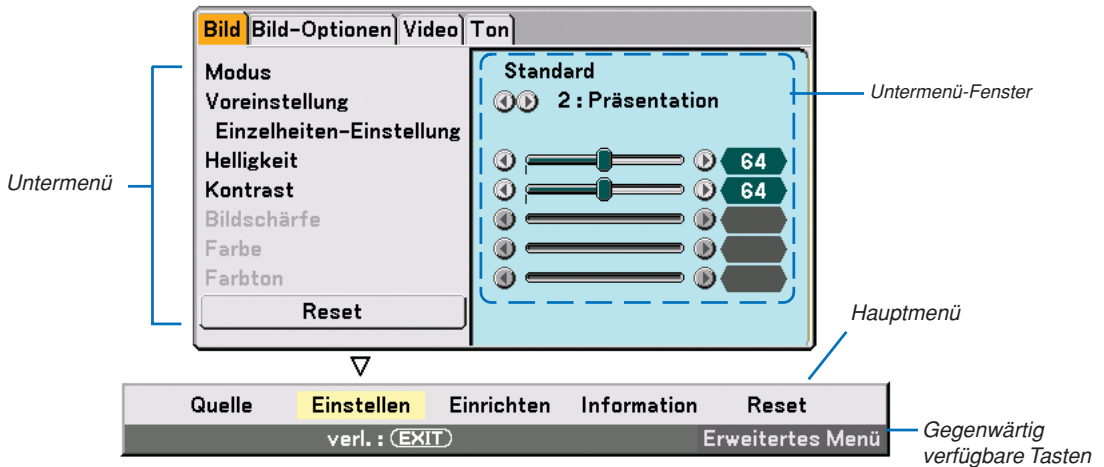 Bild Bild-Optionen Video Ton
Modus Standard
Voreinstellung 2 : Präsentation
Einzelheiten-Einstellung
Helligkeit 64
Kontrast 64
Bildschärfe
Farbe
Farbton
Reset
Untermenü
Untermenü-Fenster
Hauptmenü
Quelle Einstellen Einrichten Information Reset
verl. : EXIT Erweitertes Menü
Gegenwärtig
verfügbare Tasten